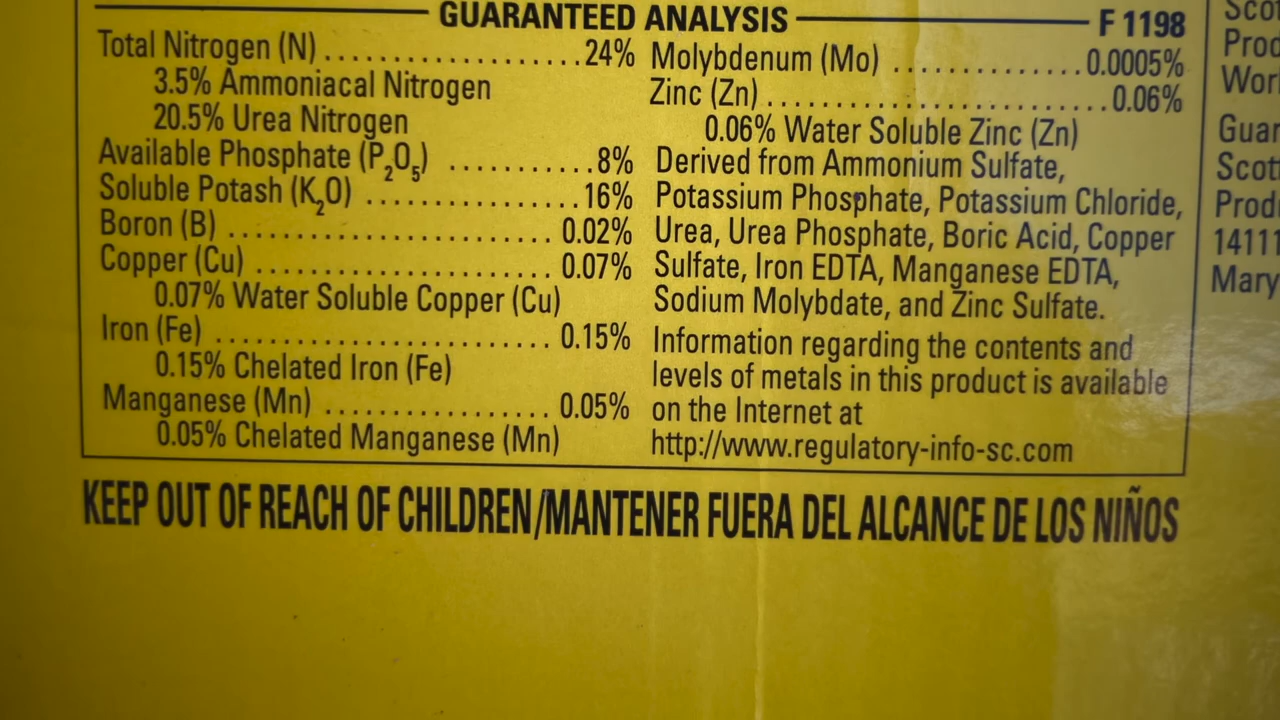 GUARANTEED ANALYSIS
F 1198
Total Nitrogen (N) .................. 24%
3.5% Ammoniacal Nitrogen
20.5% Urea Nitrogen
Available Phosphate (P₂O₅) ........... 8%
Soluble Potash (K₂O) ................ 16%
Boron (B) ........................ 0.02%
Copper (Cu) ...................... 0.07%
0.07% Water Soluble Copper (Cu)
Iron (Fe) ......................... 0.15%
0.15% Chelated Iron (Fe)
Manganese (Mn) ................. 0.05%
0.05% Chelated Manganese (Mn)
Molybdenum (Mo) .............. 0.0005%
Zinc (Zn) ......................... 0.06%
0.06% Water Soluble Zinc (Zn)
Derived from Ammonium Sulfate,
Potassium Phosphate, Potassium Chloride,
Urea, Urea Phosphate, Boric Acid, Copper
Sulfate, Iron EDTA, Manganese EDTA,
Sodium Molybdate, and Zinc Sulfate.
Information regarding the contents and
levels of metals in this product is available
on the Internet at
http://www.regulatory-info-sc.com
KEEP OUT OF REACH OF CHILDREN/MANTENER FUERA DEL ALCANCE DE LOS NIÑOS